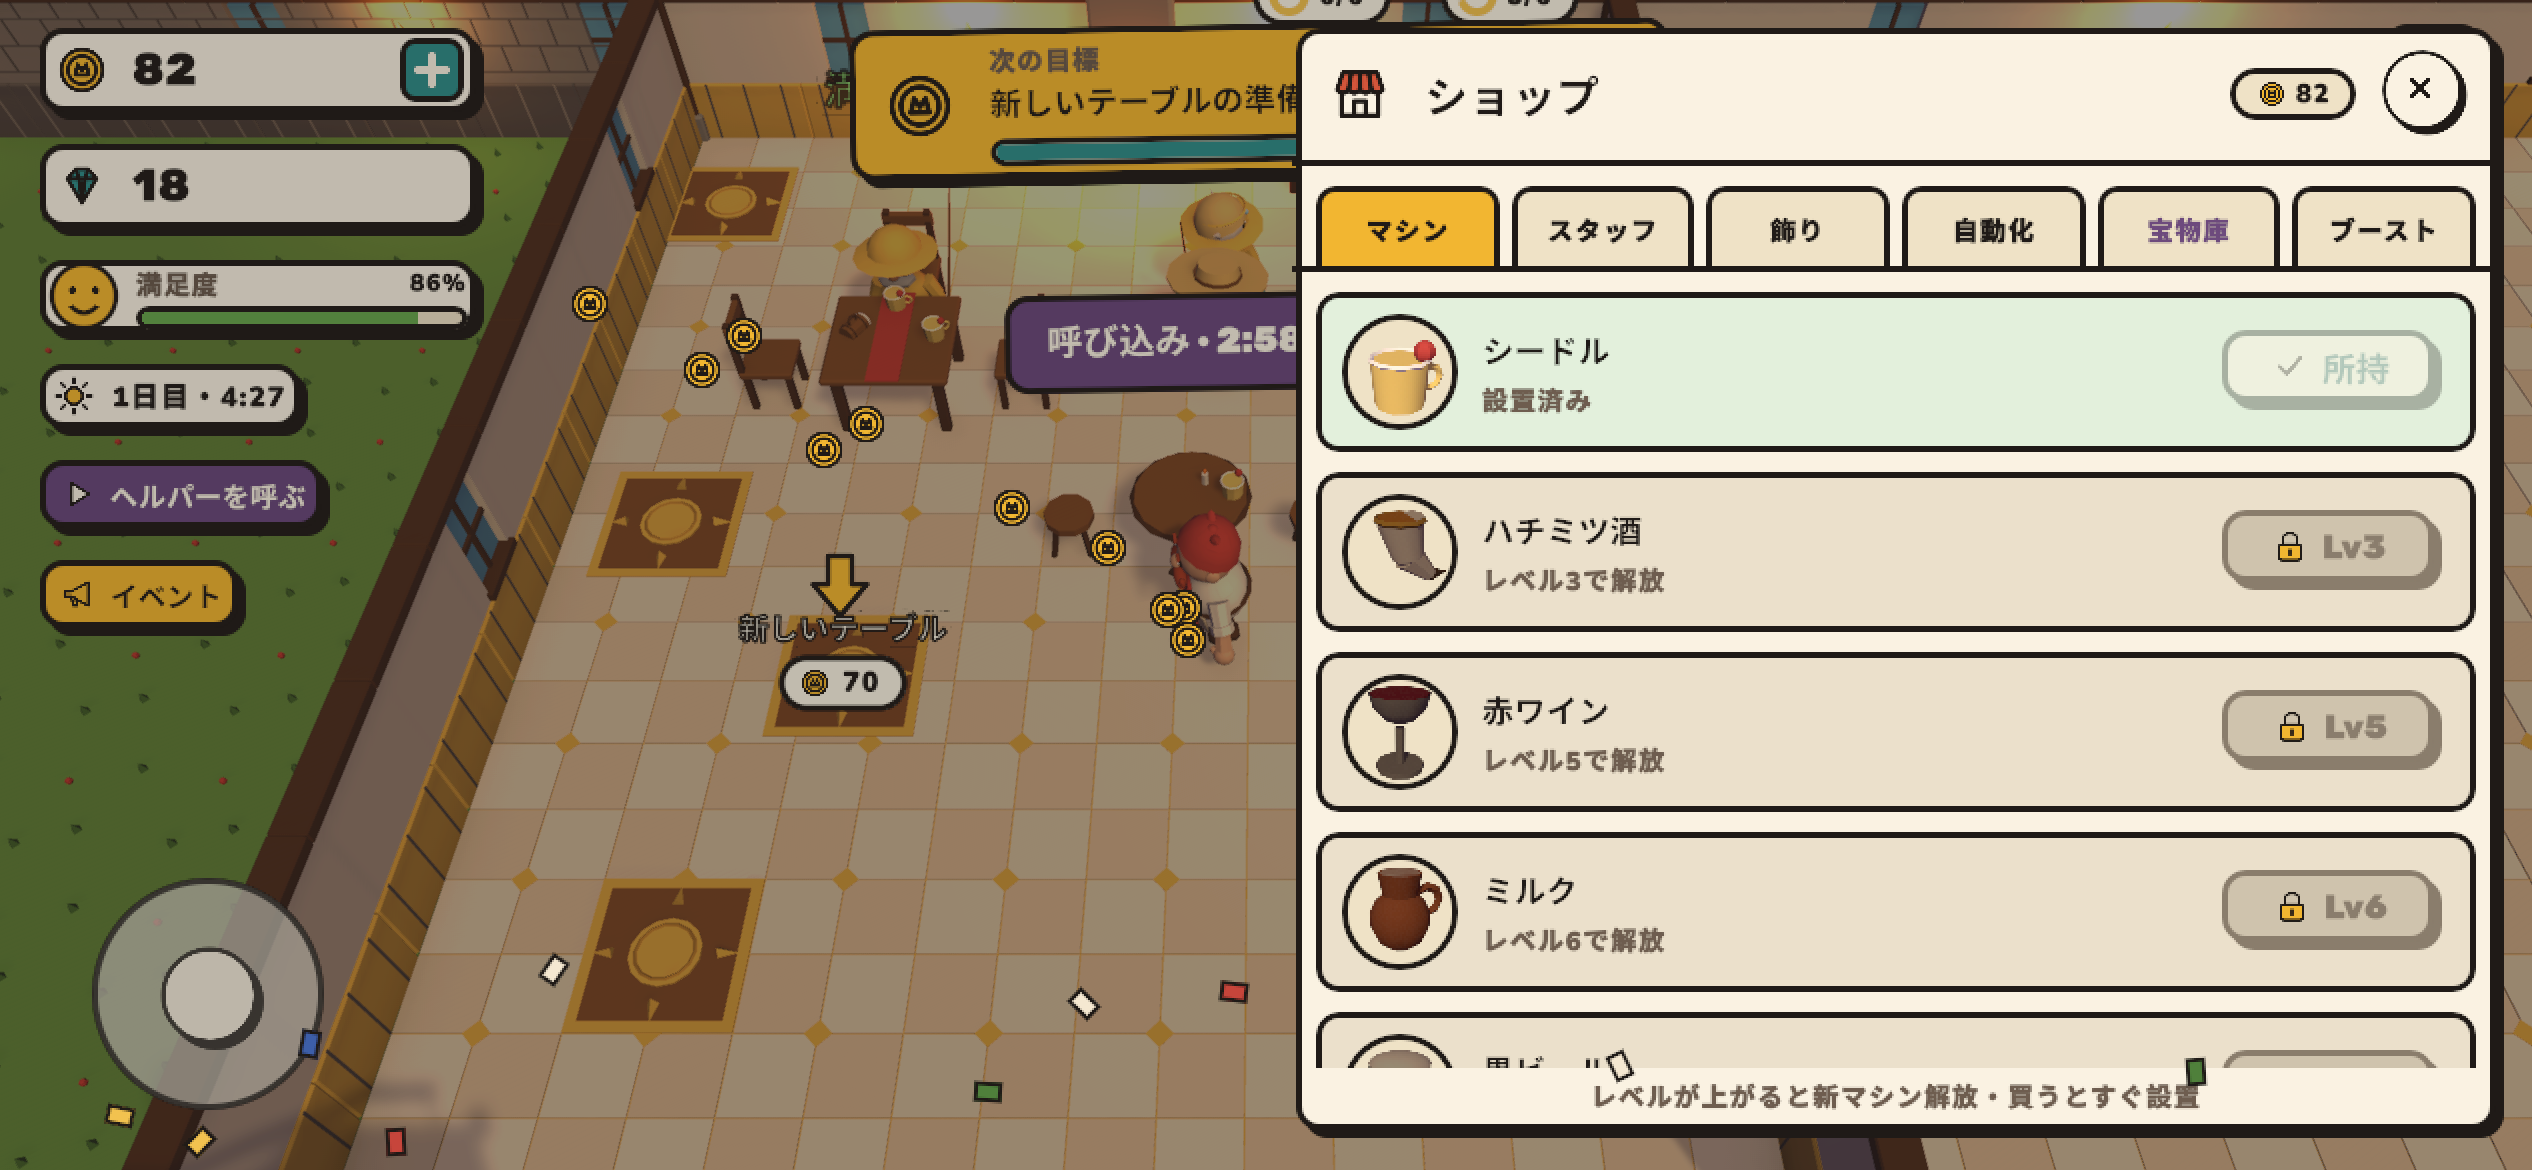 82
18
満足度 86%
1日目・4:27
ヘルパーを呼ぶ
イベント
次の目標
新しいテーブルの準備
呼び込み・2:58
新しいテーブル
70
ショップ
82
マシン
スタッフ
飾り
自動化
宝物庫
ブースト
シードル
設置済み
所持
ハチミツ酒
レベル3で解放
Lv3
赤ワイン
レベル5で解放
Lv5
ミルク
レベル6で解放
Lv6
レベルが上がると新マシン解放・買うとすぐ設置